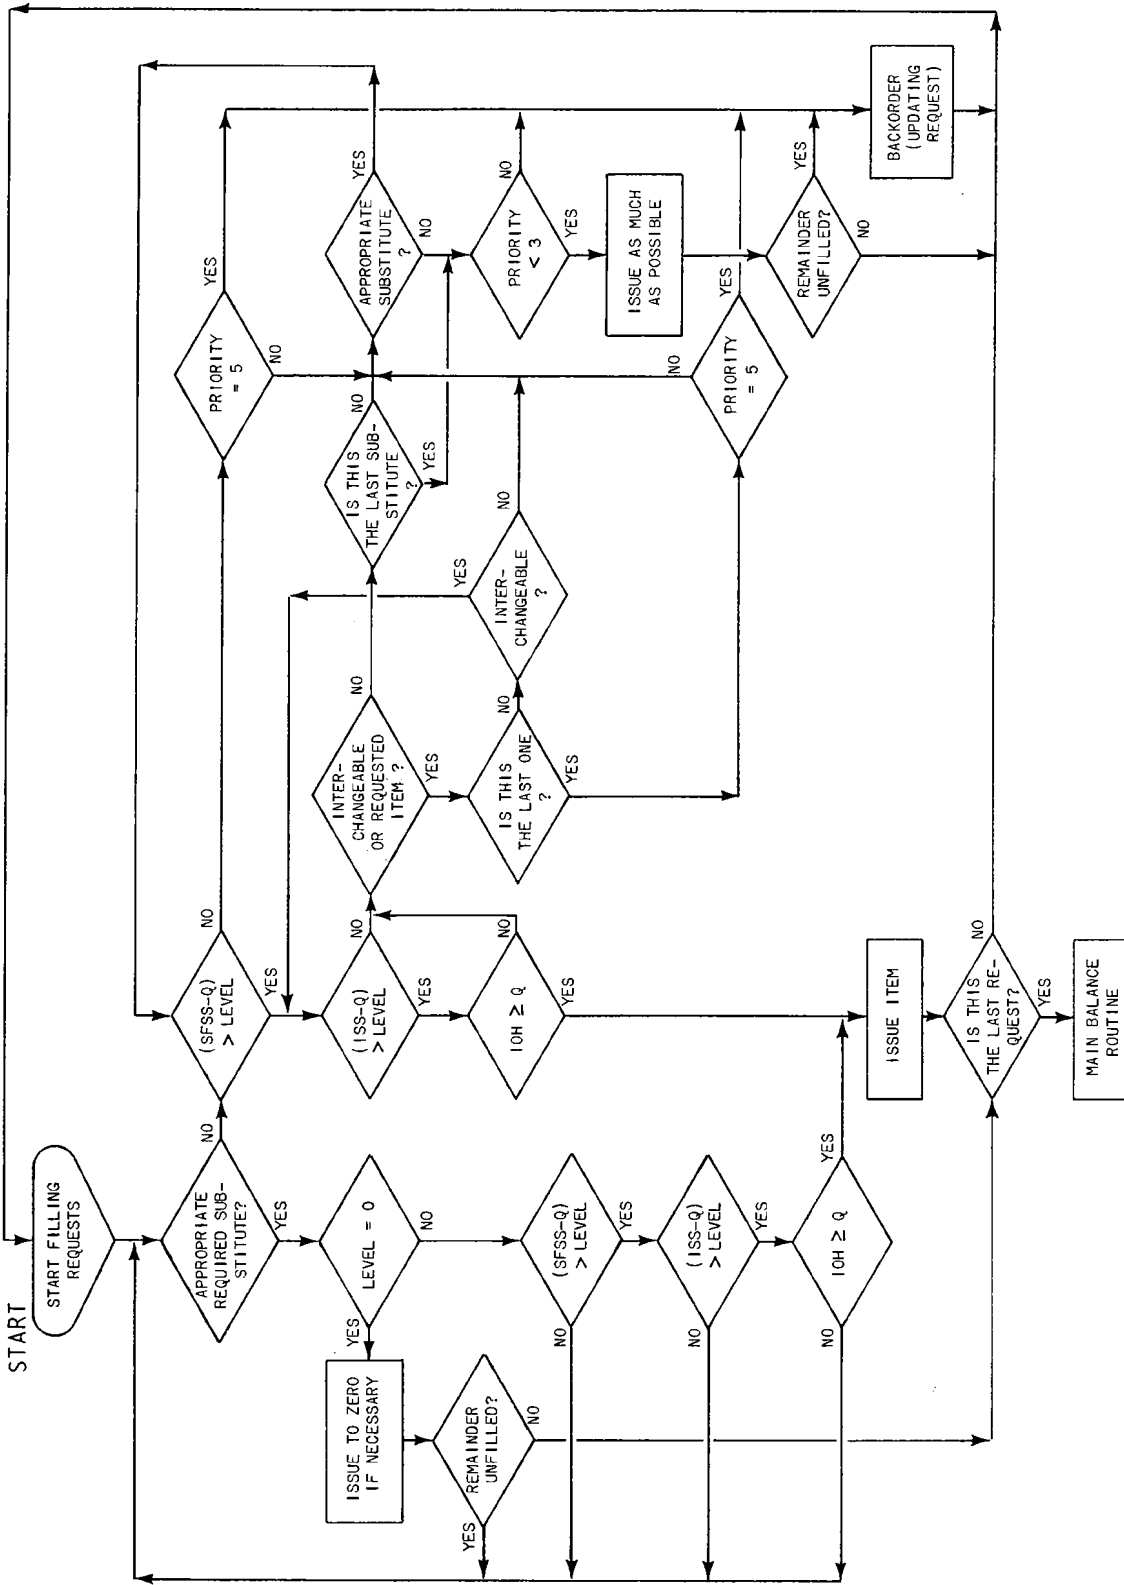 START
START FILLING
REQUESTS
APPROPRIATE
REQUIRED SUB-
STITUTE?
NO
YES
LEVEL = 0
YES
NO
ISSUE TO ZERO
IF NECESSARY
REMAINDER
UNFILLED?
YES
NO
(SFSS-Q)
> LEVEL
NO
YES
(ISS-Q)
> LEVEL
NO
YES
IOH ≥ Q
NO
YES
(SFSS-Q)
> LEVEL
NO
YES
(ISS-Q)
> LEVEL
NO
YES
IOH ≥ Q
NO
YES
ISSUE ITEM
IS THIS
THE LAST RE-
QUEST?
NO
YES
MAIN BALANCE
ROUTINE
INTER-
CHANGEABLE
OR REQUESTED
ITEM ?
NO
YES
IS THIS
THE LAST ONE
?
NO
YES
INTER-
CHANGEABLE
?
YES
NO
IS THIS
THE LAST SUB-
STITUTE
?
NO
YES
PRIORITY
= 5
YES
NO
APPROPRIATE
SUBSTITUTE
?
YES
NO
PRIORITY
< 3
NO
YES
ISSUE AS MUCH
AS POSSIBLE
PRIORITY
= 5
NO
YES
REMAINDER
UNFILLED?
YES
NO
BACKORDER
(UPDATING
REQUEST)